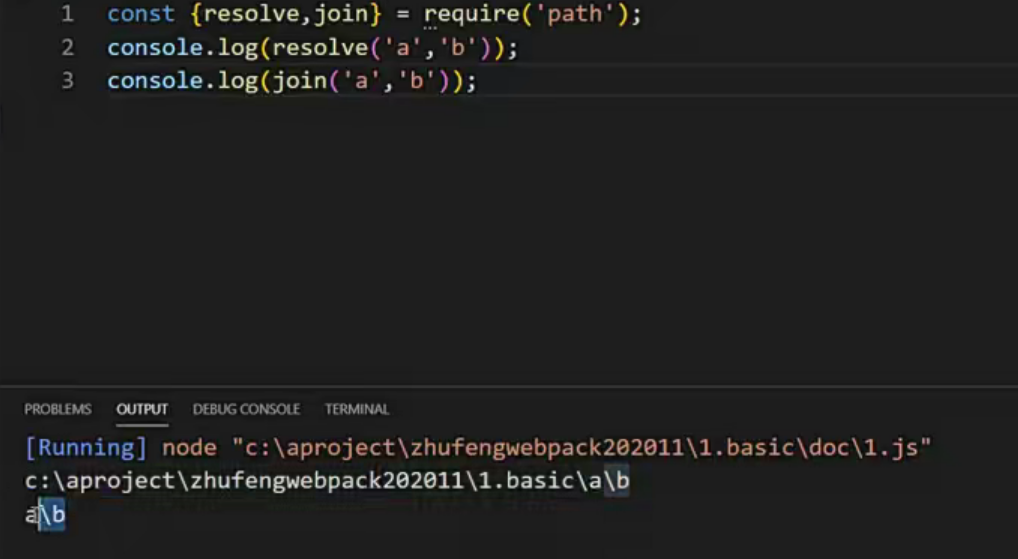 1 const {resolve,join} = require('path');
2 console.log(resolve('a','b'));
3 console.log(join('a','b'));
PROBLEMS OUTPUT DEBUG CONSOLE TERMINAL
[Running] node "c:\aproject\zhufengwebpack202011\1.basic\doc\1.js"
c:\aproject\zhufengwebpack202011\1.basic\a\b
a\b